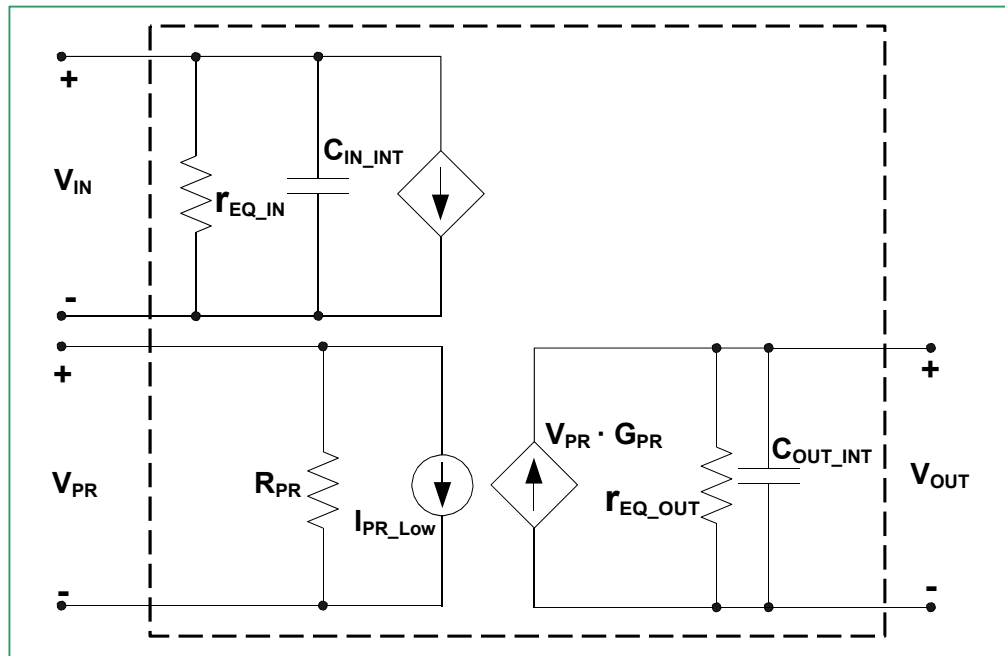 +
V_IN
r_EQ_IN
C_IN_INT
-
+
V_PR
R_PR
I_PR_Low
-
V_PR · G_PR
r_EQ_OUT
C_OUT_INT
+
V_OUT
-